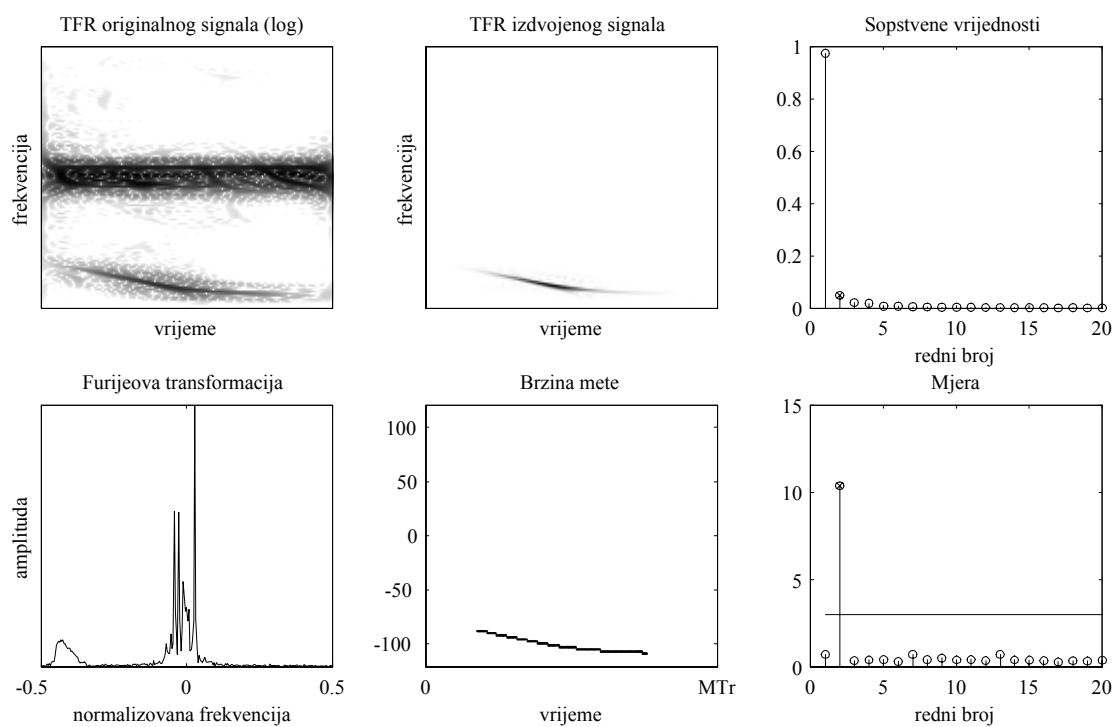 TFR originalnog signala (log)
frekvencija
vrijeme
TFR izdvojenog signala
frekvencija
vrijeme
Sopstvene vrijednosti
1
0.8
0.6
0.4
0.2
0
0 5 10 15 20
redni broj
Furijeova transformacija
amplituda
-0.5 0 0.5
normalizovana frekvencija
Brzina mete
100
50
0
-50
-100
0 MTr
vrijeme
Mjera
15
10
5
0
0 5 10 15 20
redni broj